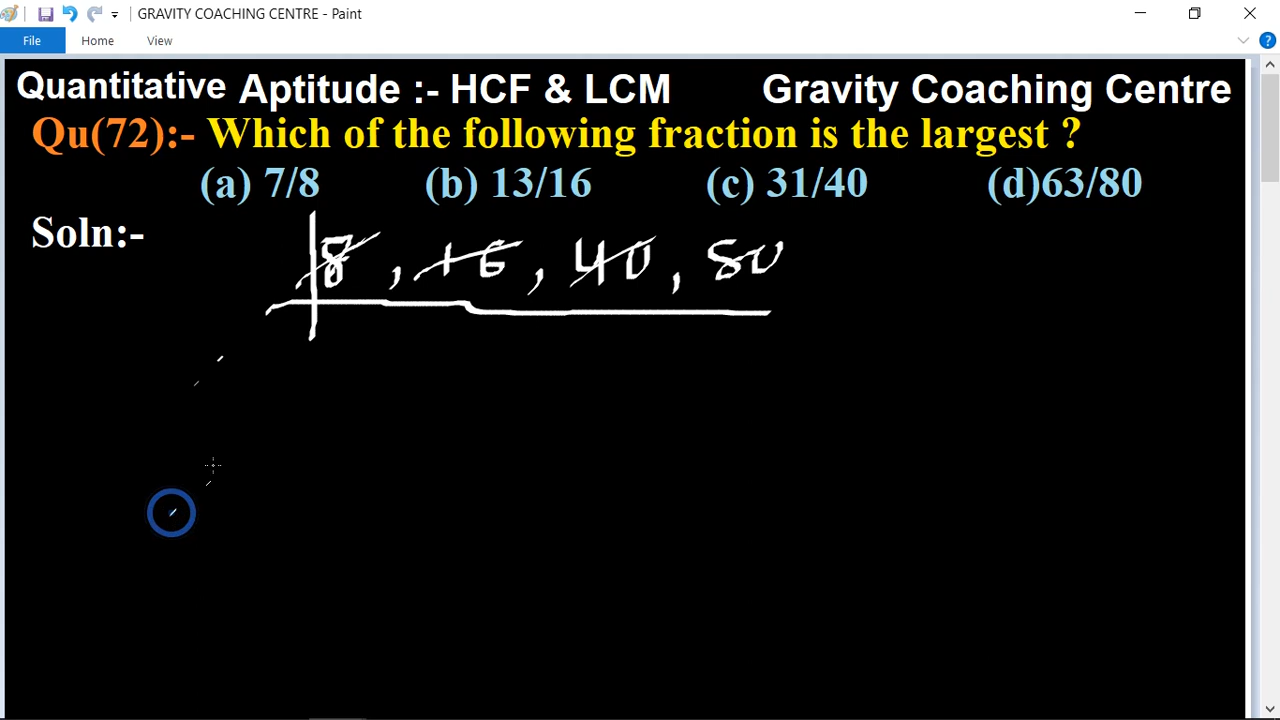 GRAVITY COACHING CENTRE - Paint
File Home View
Quantitative Aptitude :- HCF & LCM Gravity Coaching Centre
Qu(72):- Which of the following fraction is the largest ?
(a) 7/8 (b) 13/16 (c) 31/40 (d)63/80
Soln:- 8, 16, 40, 80